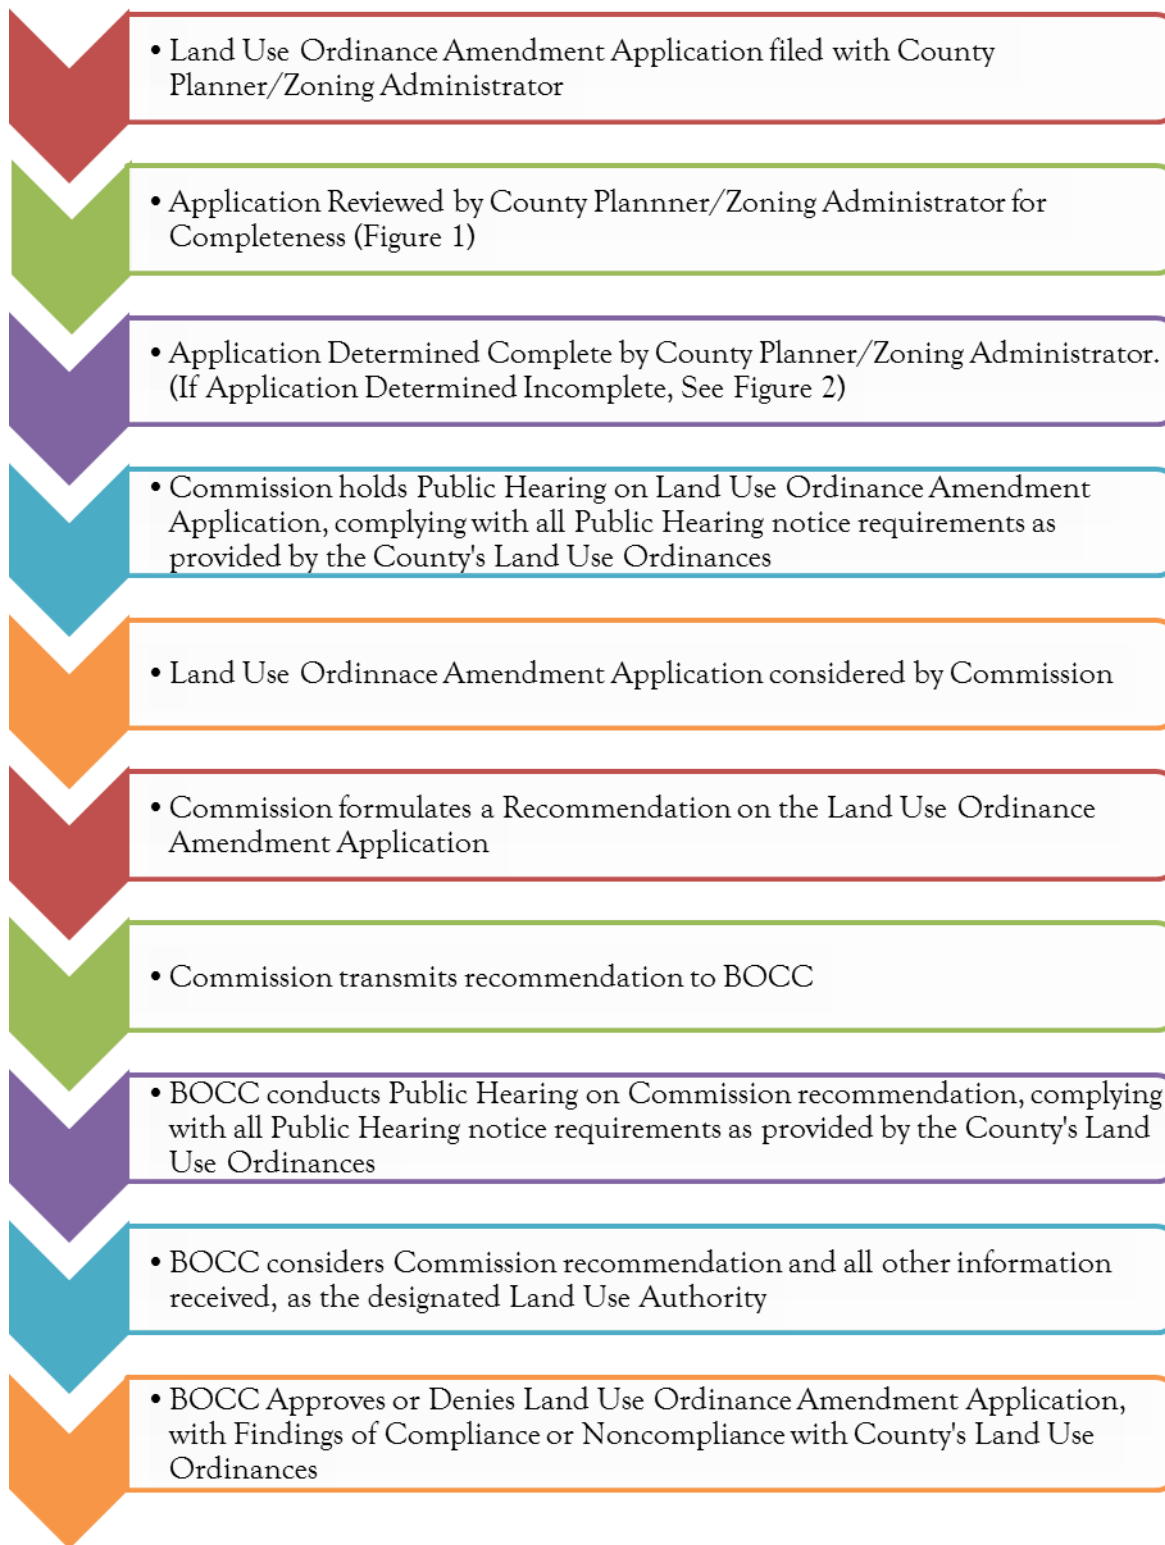 • Land Use Ordinance Amendment Application filed with County
Planner/Zoning Administrator
• Application Reviewed by County Plannner/Zoning Administrator for
Completeness (Figure 1)
• Application Determined Complete by County Planner/Zoning Administrator.
(If Application Determined Incomplete, See Figure 2)
• Commission holds Public Hearing on Land Use Ordinance Amendment
Application, complying with all Public Hearing notice requirements as
provided by the County's Land Use Ordinances
• Land Use Ordinnace Amendment Application considered by Commission
• Commission formulates a Recommendation on the Land Use Ordinance
Amendment Application
• Commission transmits recommendation to BOCC
• BOCC conducts Public Hearing on Commission recommendation, complying
with all Public Hearing notice requirements as provided by the County's Land
Use Ordinances
• BOCC considers Commission recommendation and all other information
received, as the designated Land Use Authority
• BOCC Approves or Denies Land Use Ordinance Amendment Application,
with Findings of Compliance or Noncompliance with County's Land Use
Ordinances